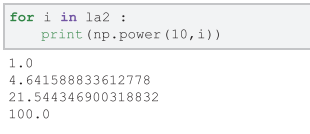 for i in la2 :
    print(np.power(10,i))
1.0
4.641588833612778
21.544346900318832
100.0